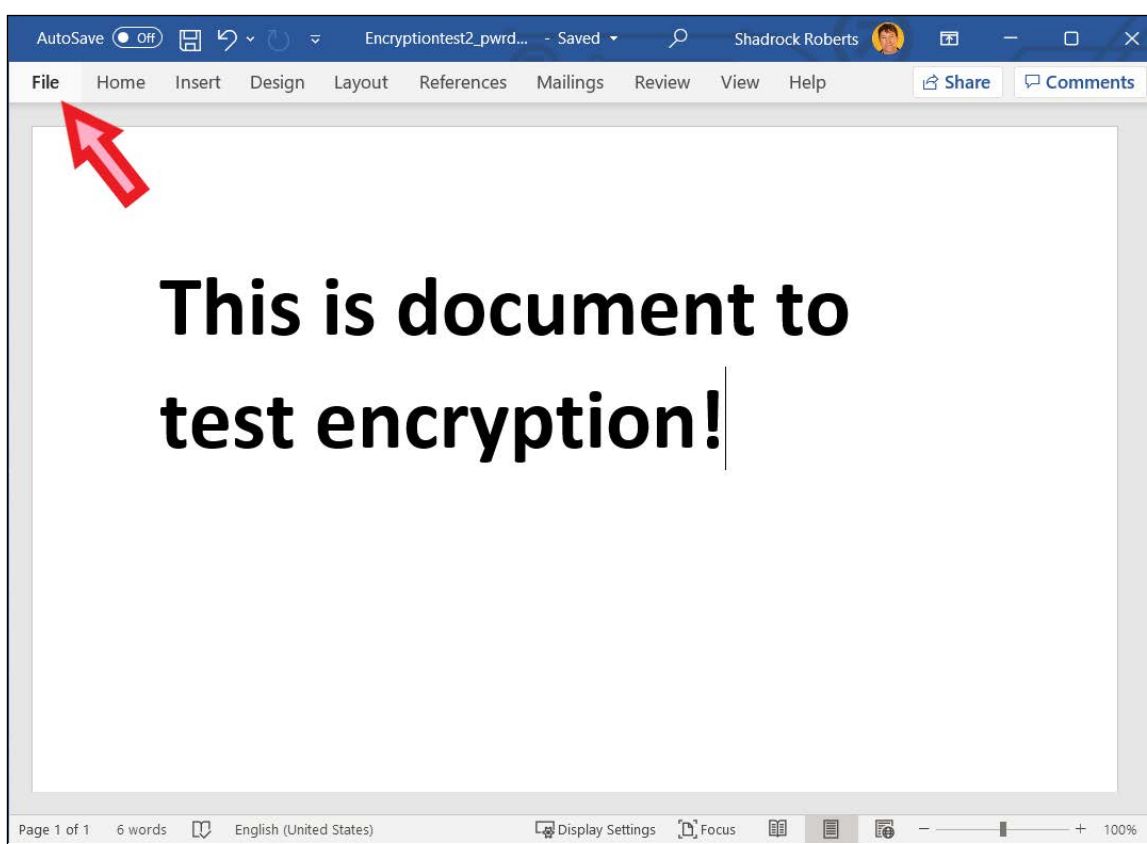 AutoSave Off Encryptiontest2_pwrd... - Saved Shadrock Roberts
File Home Insert Design Layout References Mailings Review View Help Share Comments
This is document to
test encryption!
Page 1 of 1 6 words English (United States) Display Settings Focus 100%